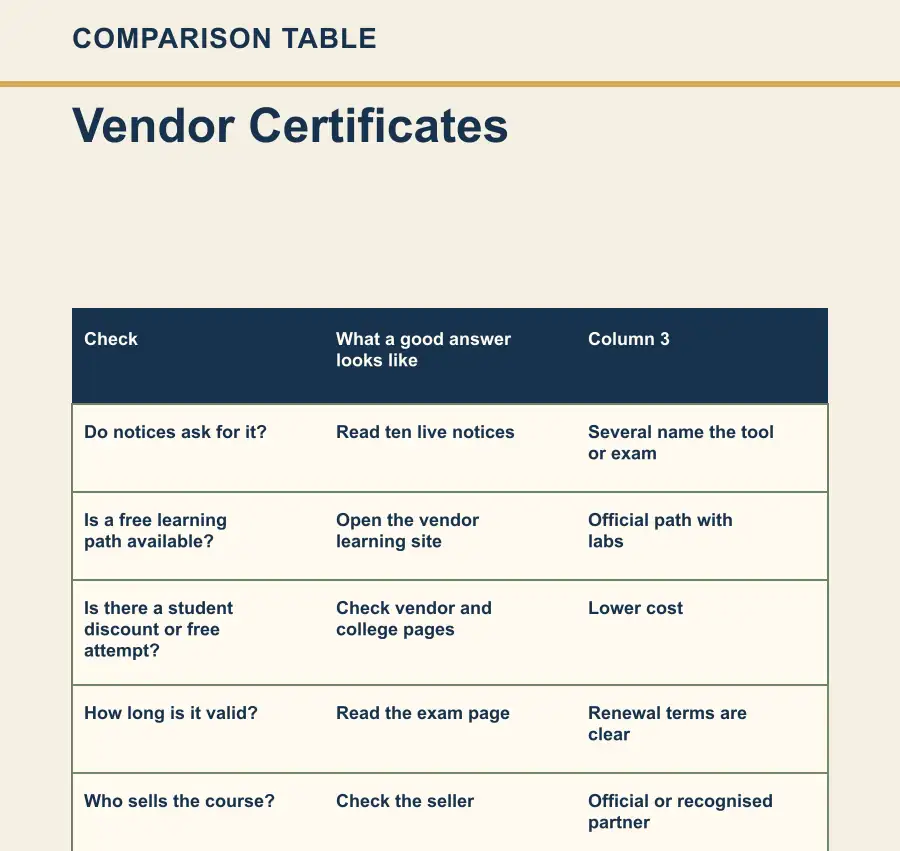 COMPARISON TABLE
Vendor Certificates
Check
What a good answer
looks like
Column 3
Do notices ask for it?
Read ten live notices
Several name the tool
or exam
Is a free learning
path available?
Open the vendor
learning site
Official path with
labs
Is there a student
discount or free
attempt?
Check vendor and
college pages
Lower cost
How long is it valid?
Read the exam page
Renewal terms are
clear
Who sells the course?
Check the seller
Official or recognised
partner